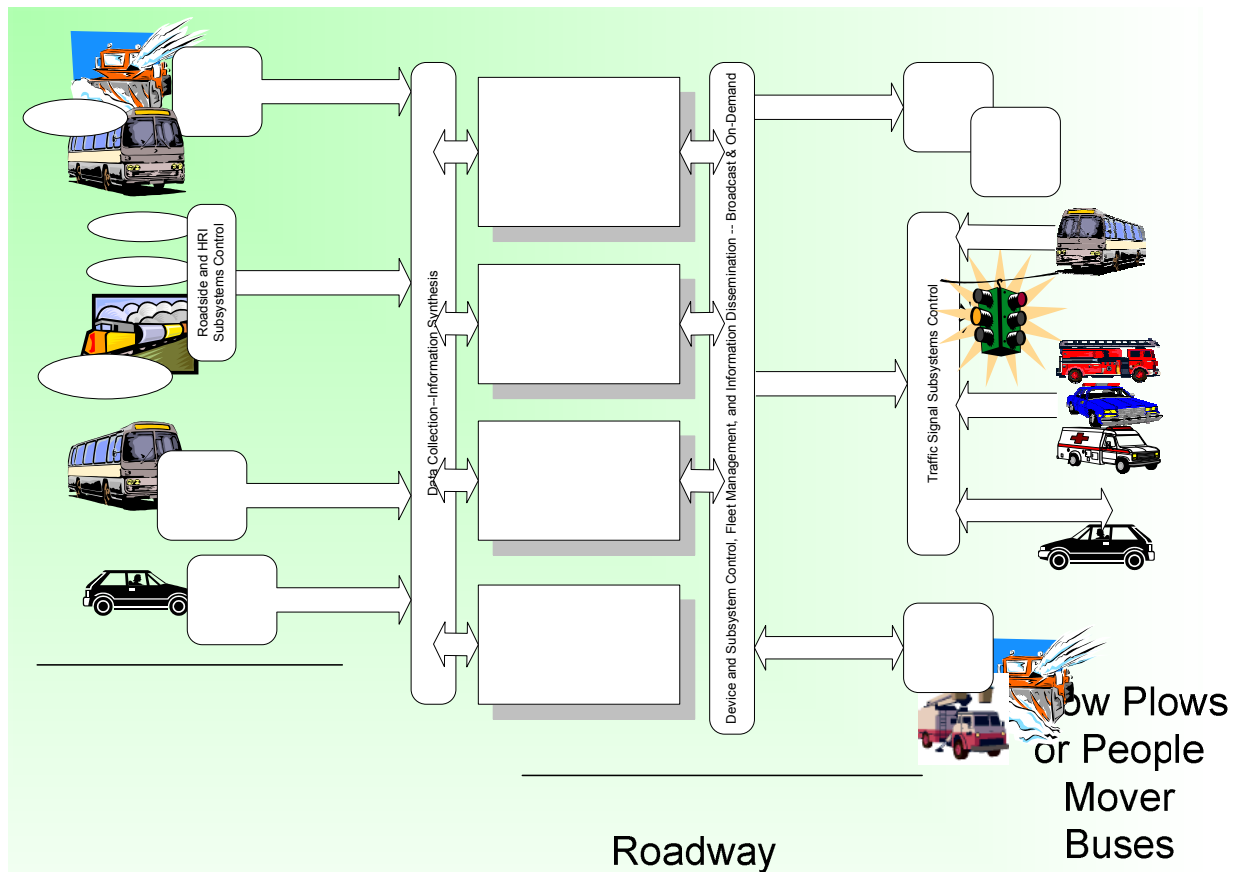 Roadside and HRI
Subsystems Control
Data Collection--Information Synthesis
Device and Subsystem Control, Fleet Management, and Information Dissemination -- Broadcast & On-Demand
Traffic Signal Subsystems Control
ow Plows
or People
Mover
Buses
Roadway